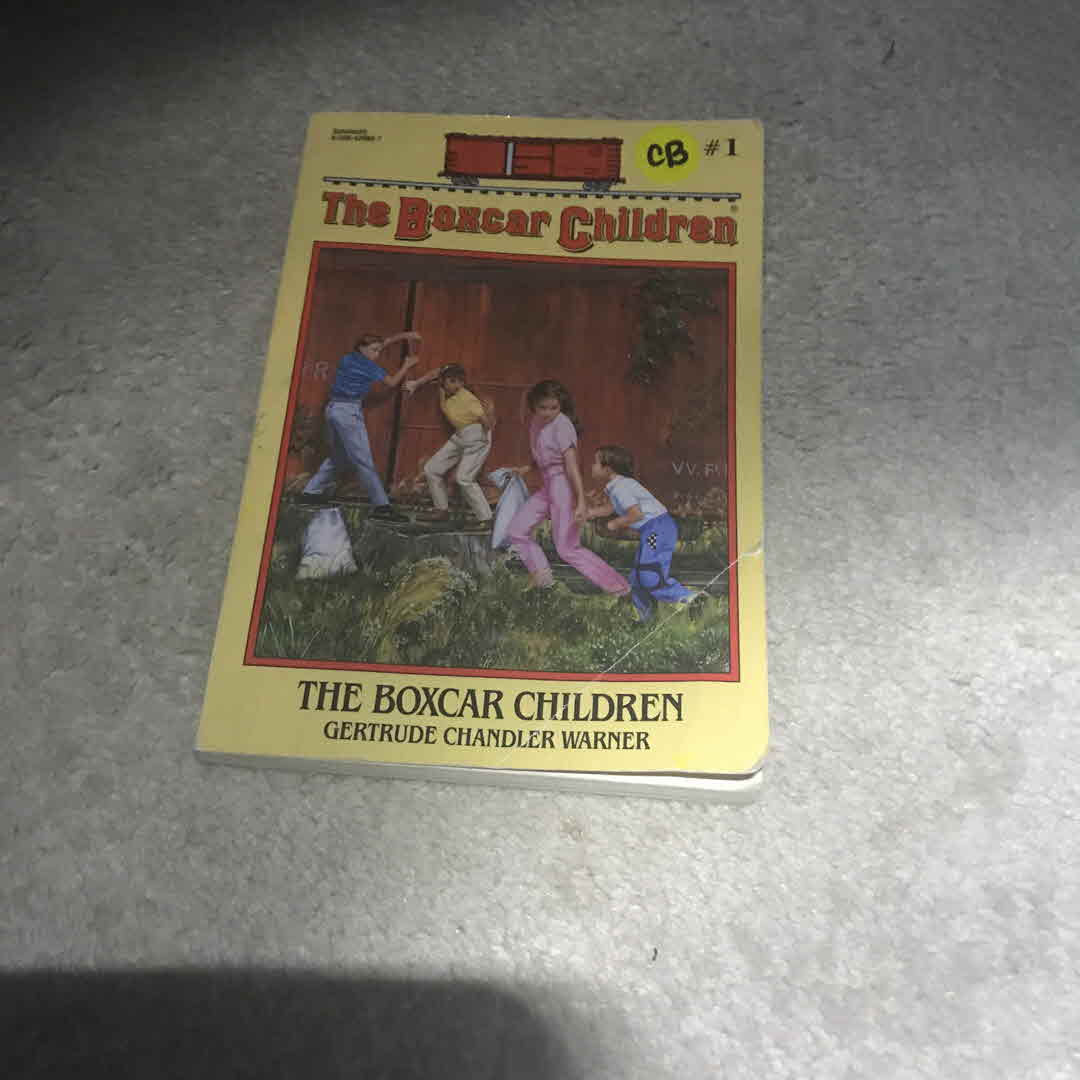 CB #1
The Boxcar Children®
THE BOXCAR CHILDREN
GERTRUDE CHANDLER WARNER